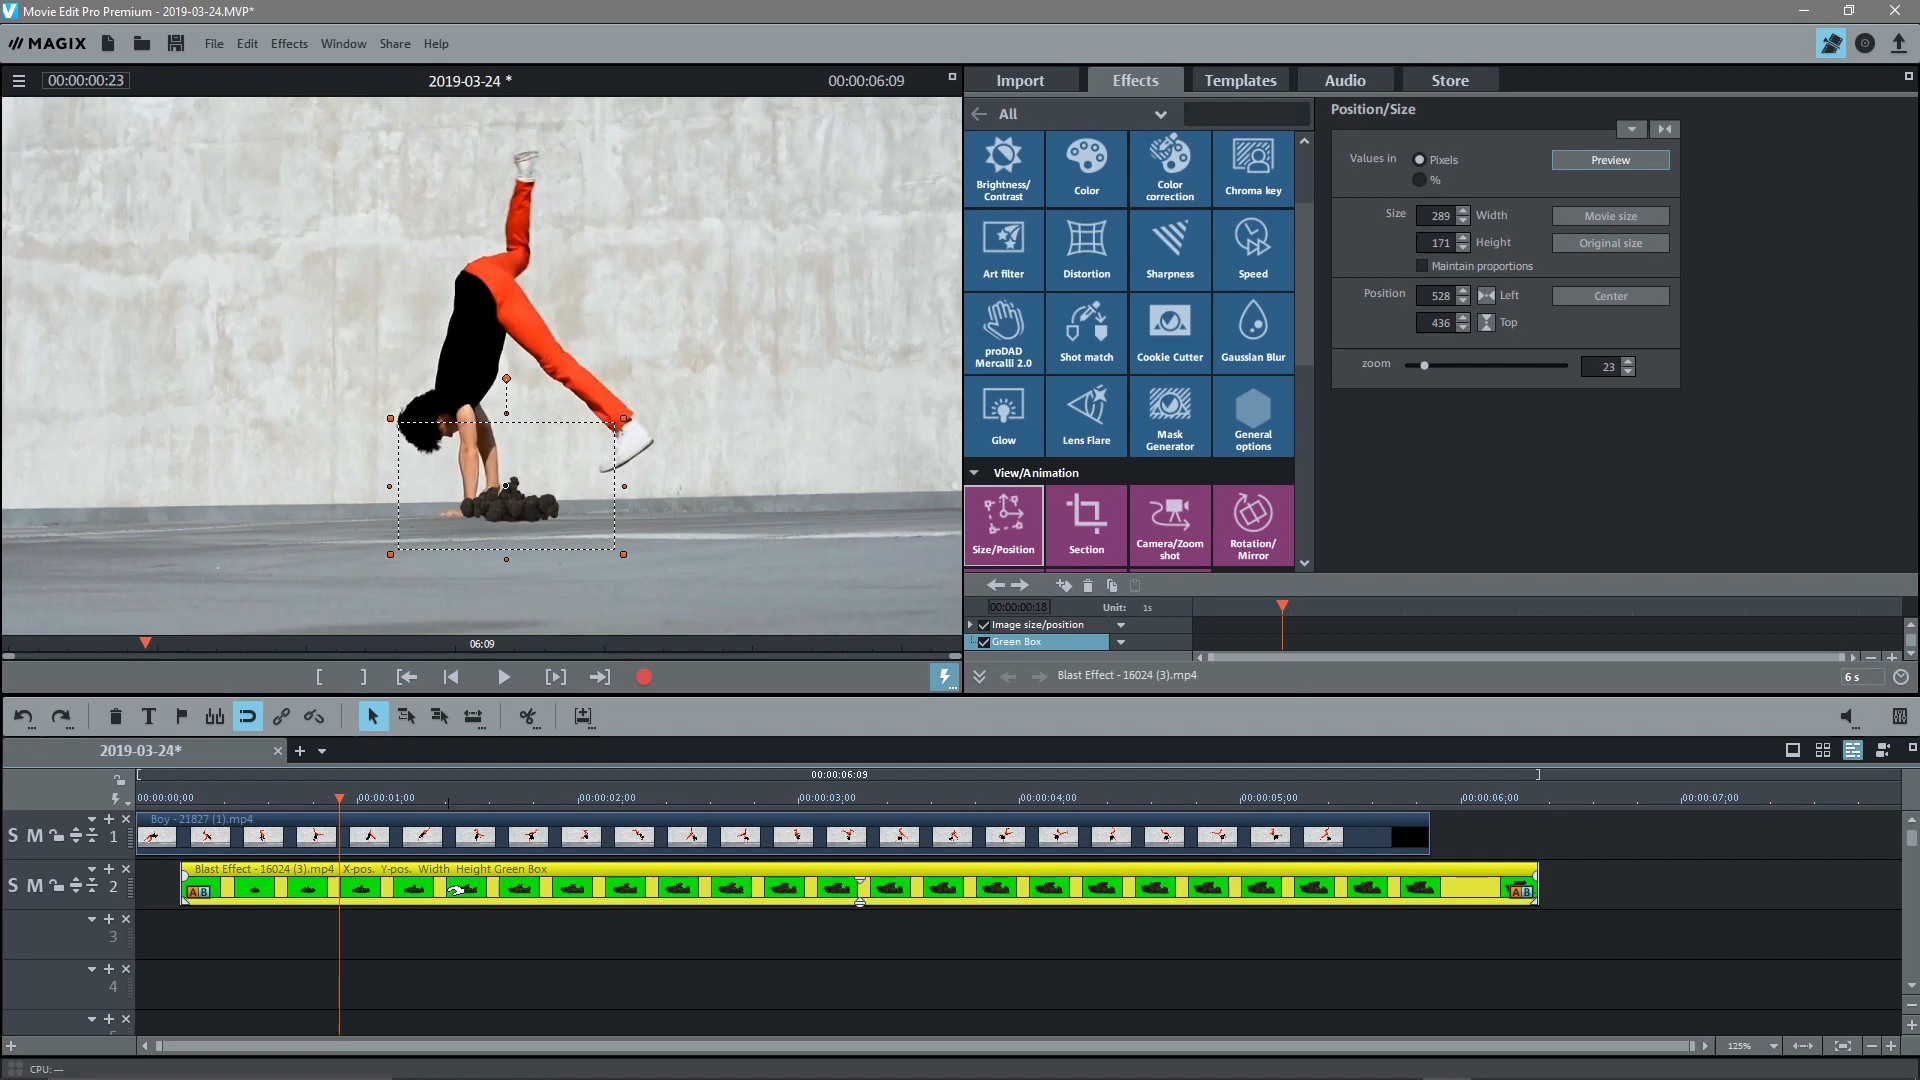 Movie Edit Pro Premium - 2019-03-24.MVP*
MAGIX File Edit Effects Window Share Help
00:00:00:23 2019-03-24 * 00:00:06:09
Import Effects Templates Audio Store
All
Position/Size
Brightness/ Contrast
Color
Color correction
Chroma key
Values in Pixels Preview
%
Size 289 Width Movie size
171 Height Original size
Maintain proportions
Art filter
Distortion
Sharpness
Speed
Position 528 Left Center
436 Top
proDAD Mercalli 2.0
Shot match
Cookie Cutter
Gaussian Blur
zoom 23
Glow
Lens Flare
Mask Generator
General options
View/Animation
Size/Position
Section
Camera/Zoom shot
Rotation/ Mirror
00:00:00:18 Unit: 1s
Image size/position
Green Box
06:09
Blast Effect - 16024 (3).mp4 6 s
2019-03-24*
00:00:06:09
00:00:00;00 00:00:01;00 00:00:02;00 00:00:03;00 00:00:04;00 00:00:05;00 00:00:06;00 00:00:07;00
Boy - 21827 (1).mp4
S M 1
Blast Effect - 16024 (3).mp4 X-pos. Y-pos. Width Height Green Box
S M 2
A B A B
3
4
125%
CPU: —